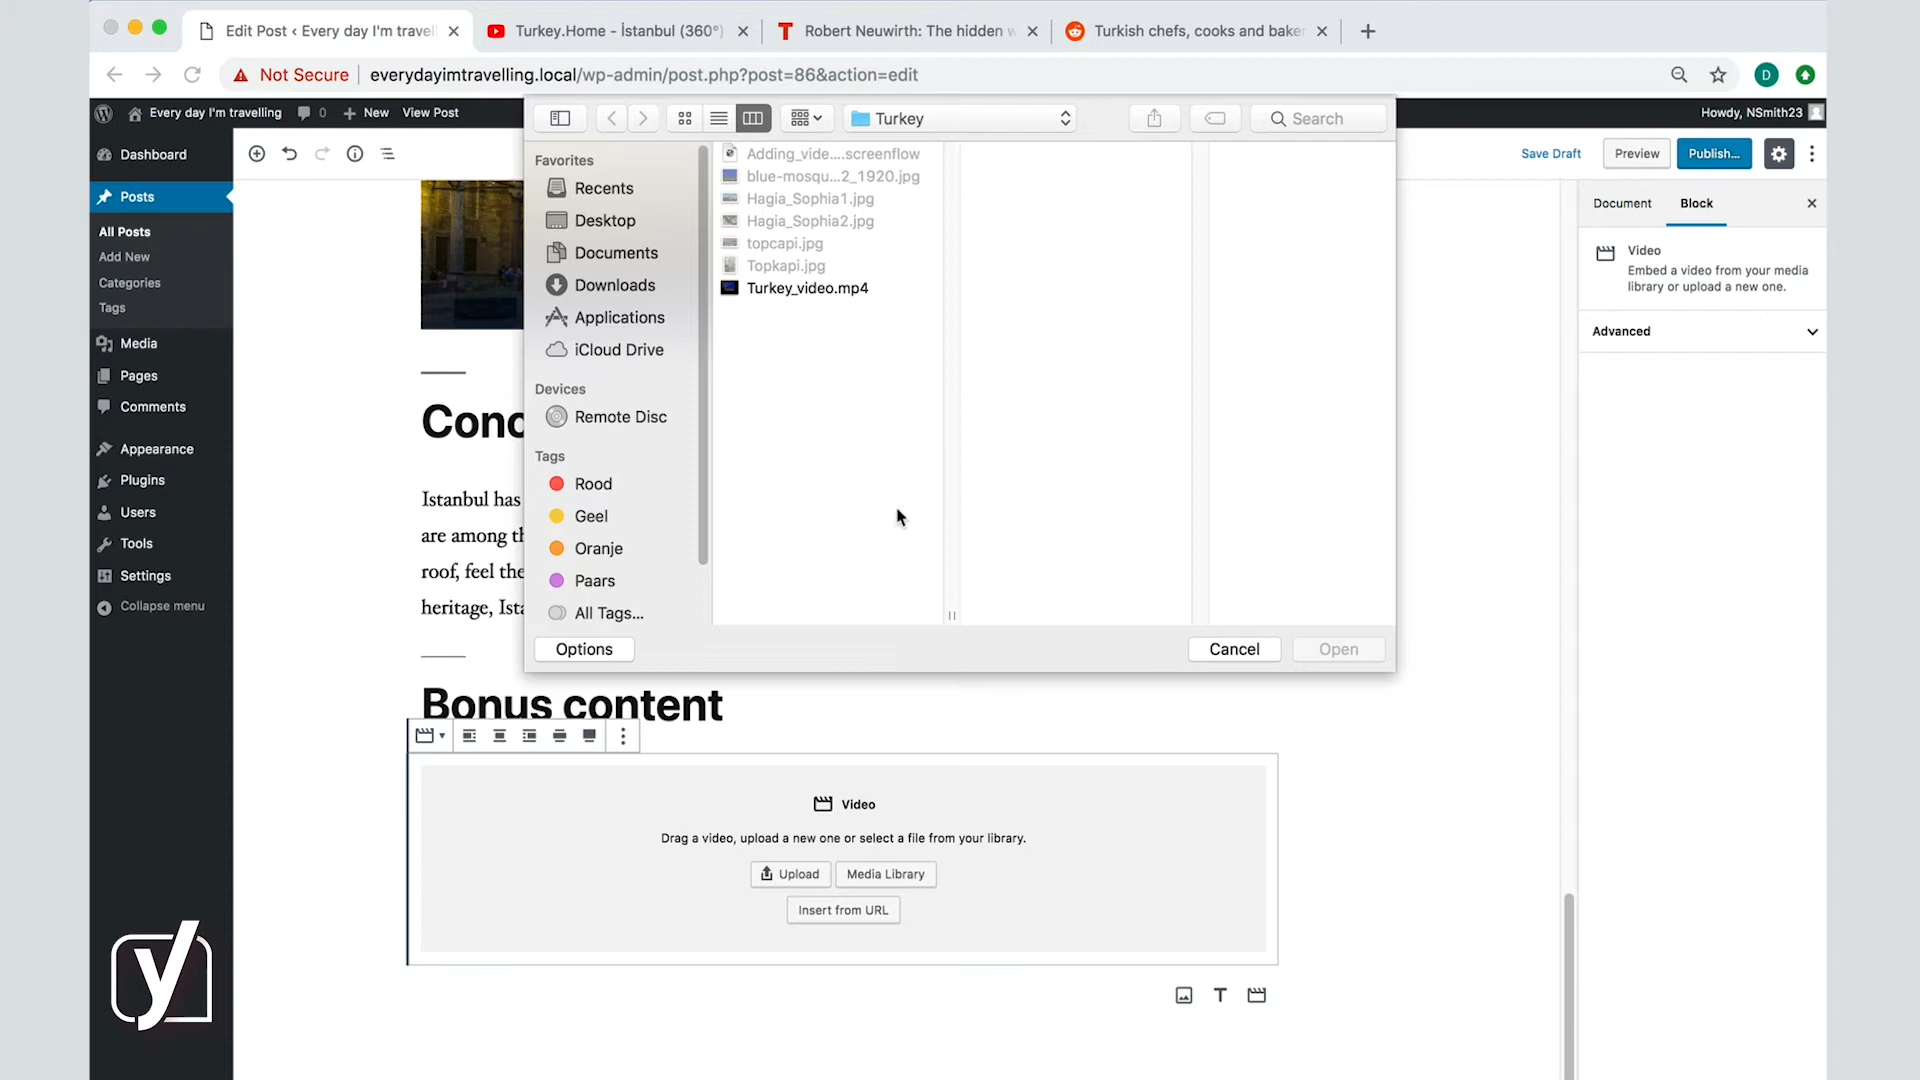 Edit Post ‹ Every day I'm travell
Turkey.Home - İstanbul (360°)
Robert Neuwirth: The hidden w
Turkish chefs, cooks and baker
Not Secure
everydayimtravelling.local/wp-admin/post.php?post=86&action=edit
D
Every day I'm travelling
0
New
View Post
Howdy, NSmith23
Turkey
Search
Dashboard
Posts
All Posts
Add New
Categories
Tags
Media
Pages
Comments
Appearance
Plugins
Users
Tools
Settings
Collapse menu
Save Draft
Preview
Publish...
Document
Block
Video
Embed a video from your media
library or upload a new one.
Advanced
Favorites
Recents
Desktop
Documents
Downloads
Applications
iCloud Drive
Devices
Remote Disc
Tags
Rood
Geel
Oranje
Paars
All Tags...
Adding_vide....screenflow
blue-mosqu...2_1920.jpg
Hagia_Sophia1.jpg
Hagia_Sophia2.jpg
topcapi.jpg
Topkapi.jpg
Turkey_video.mp4
Options
Cancel
Open
Conc
Istanbul has
are among th
roof, feel the
heritage, Ista
Bonus content
Video
Drag a video, upload a new one or select a file from your library.
Upload
Media Library
Insert from URL
y